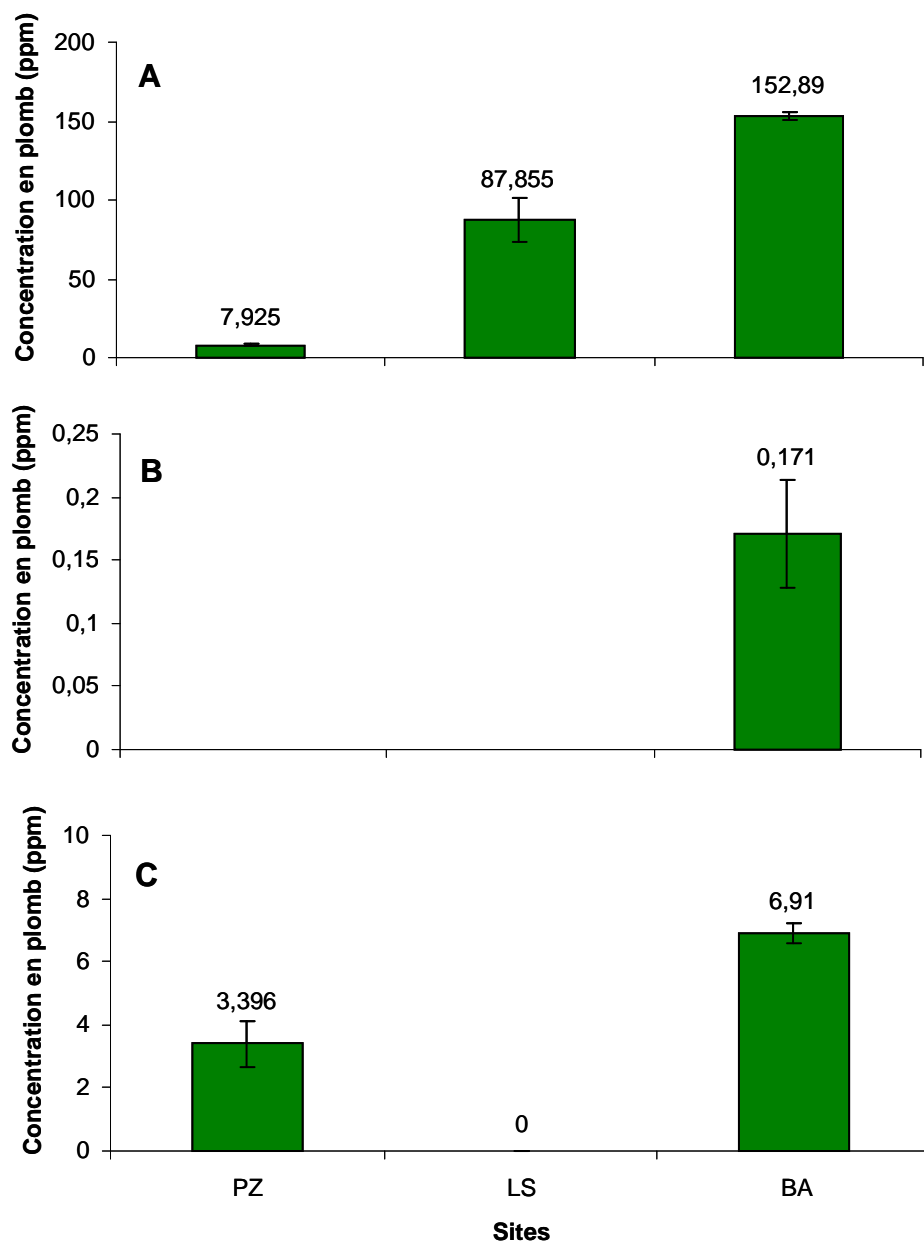 Concentration en plomb (ppm)
200
150
100
50
0
A
7,925
87,855
152,89
Concentration en plomb (ppm)
0,25
0,2
0,15
0,1
0,05
0
B
0,171
Concentration en plomb (ppm)
10
8
6
4
2
0
C
3,396
0
6,91
PZ
LS
BA
Sites